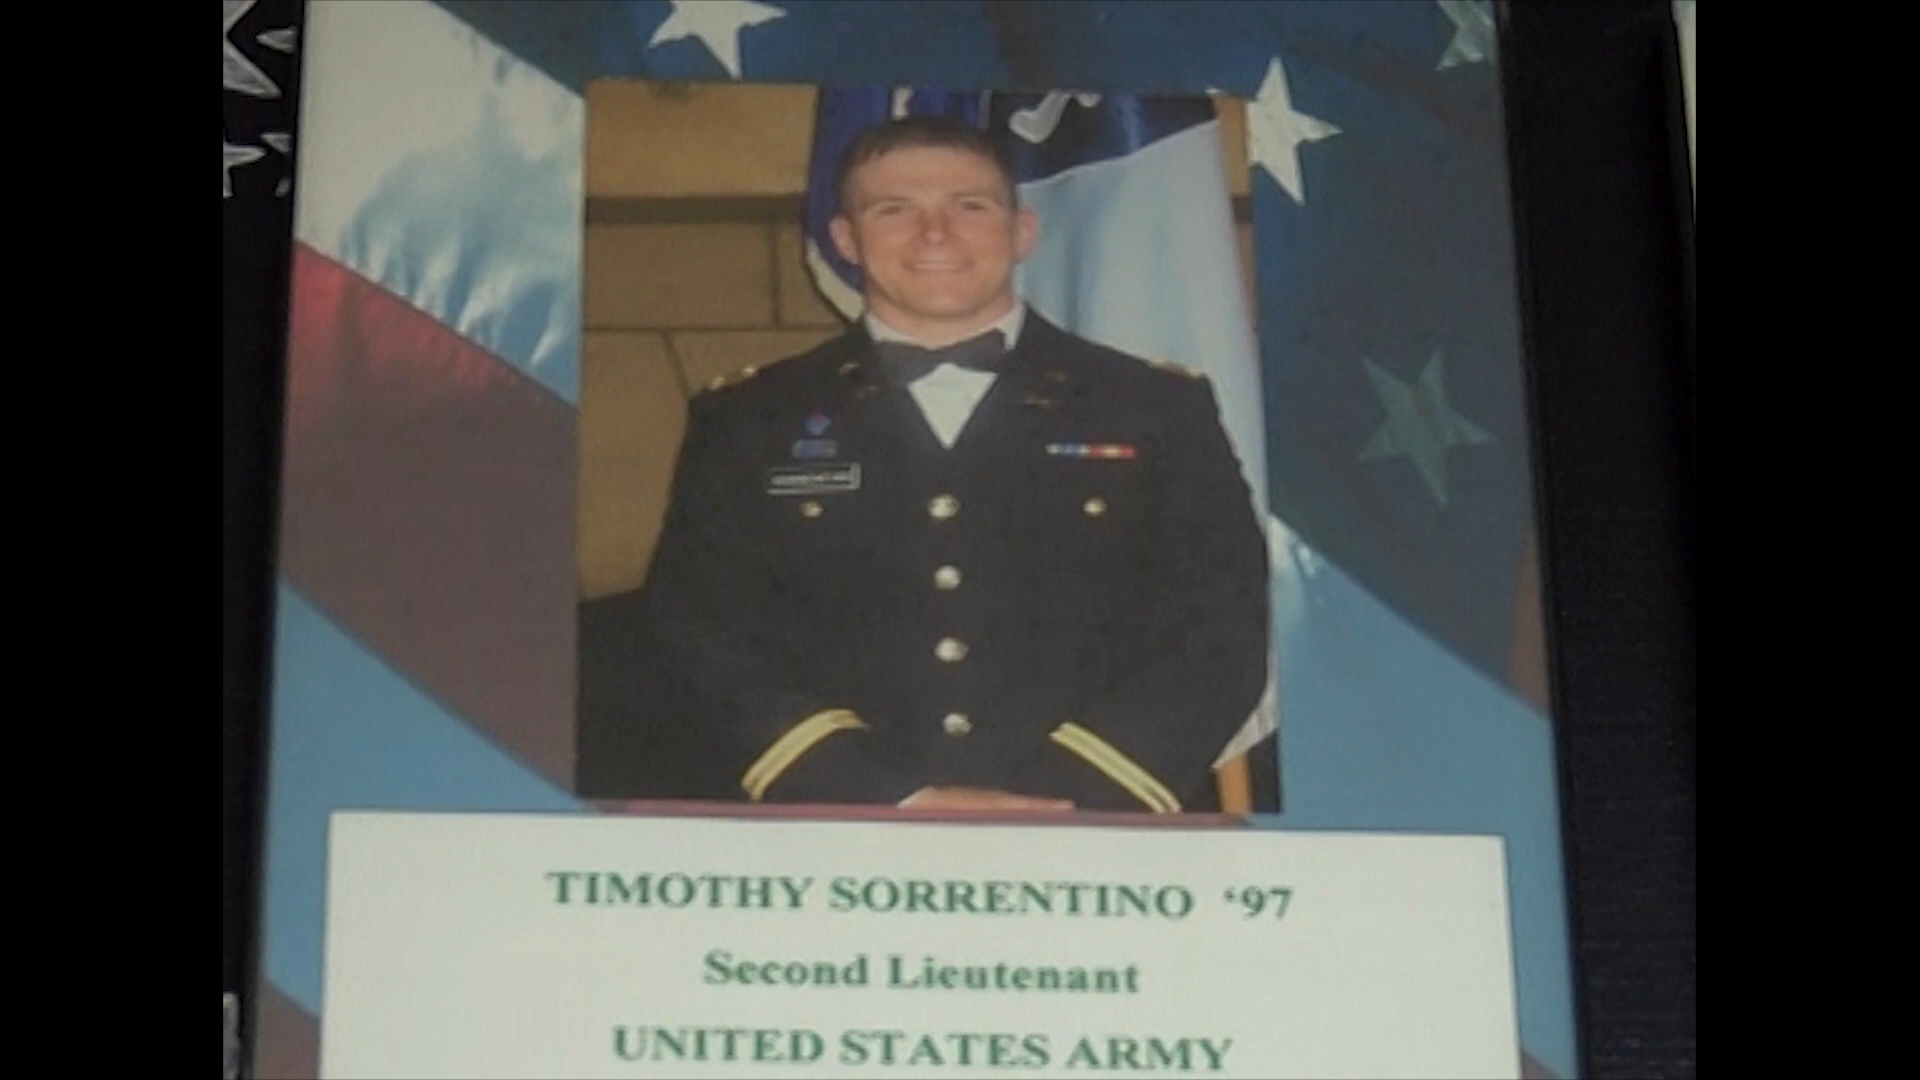 TIMOTHY SORRENTINO ‘97
Second Lieutenant
UNITED STATES ARMY